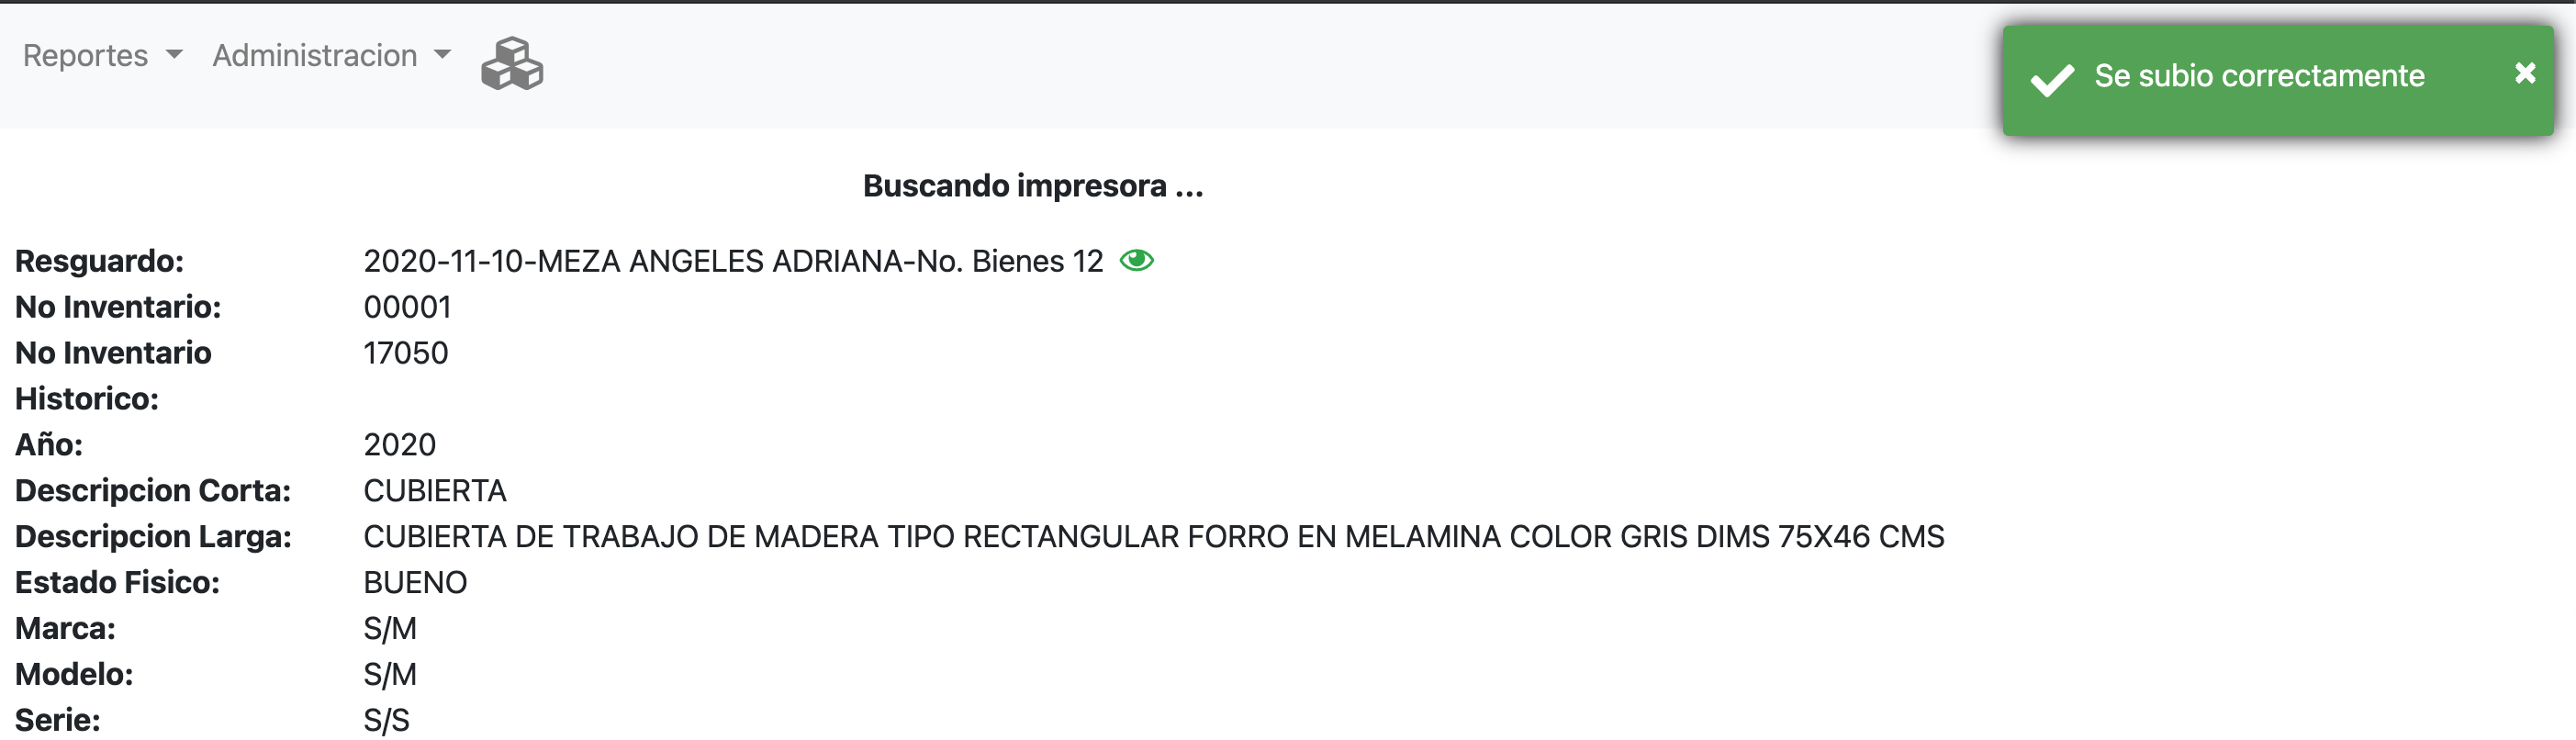 Reportes Administracion
Se subio correctamente
Buscando impresora ...
Resguardo: 2020-11-10-MEZA ANGELES ADRIANA-No. Bienes 12
No Inventario: 00001
No Inventario 17050
Historico:
Año: 2020
Descripcion Corta: CUBIERTA
Descripcion Larga: CUBIERTA DE TRABAJO DE MADERA TIPO RECTANGULAR FORRO EN MELAMINA COLOR GRIS DIMS 75X46 CMS
Estado Fisico: BUENO
Marca: S/M
Modelo: S/M
Serie: S/S